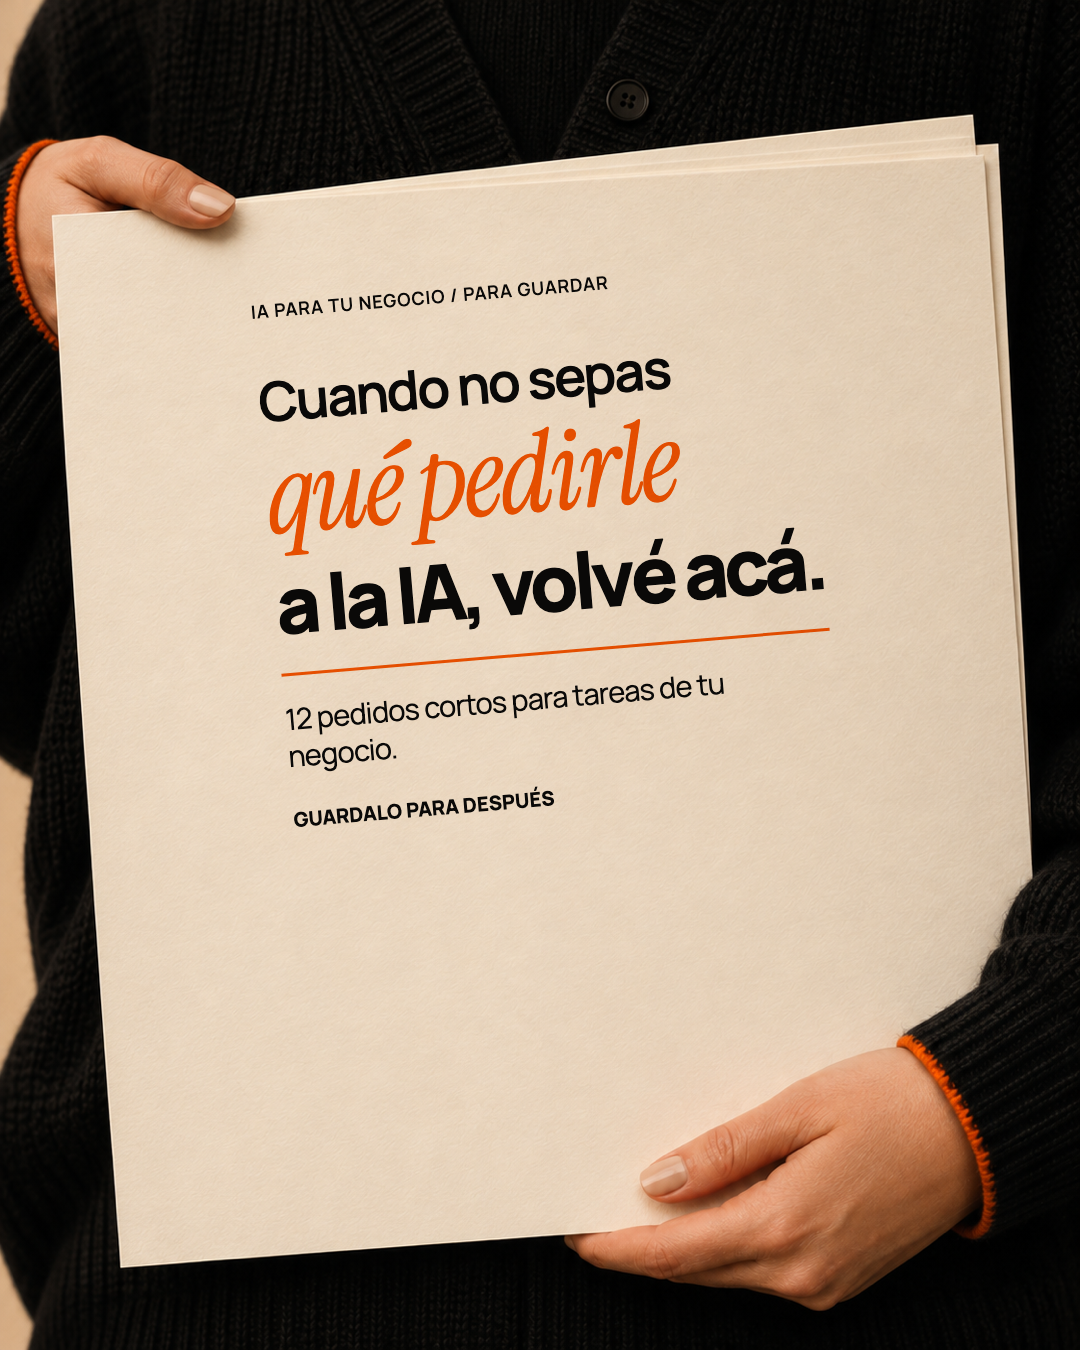 IA PARA TU NEGOCIO / PARA GUARDAR
Cuando no sepas
qué pedirle
a la IA, volvé acá.
12 pedidos cortos para tareas de tu
negocio.
GUARDALO PARA DESPUÉS